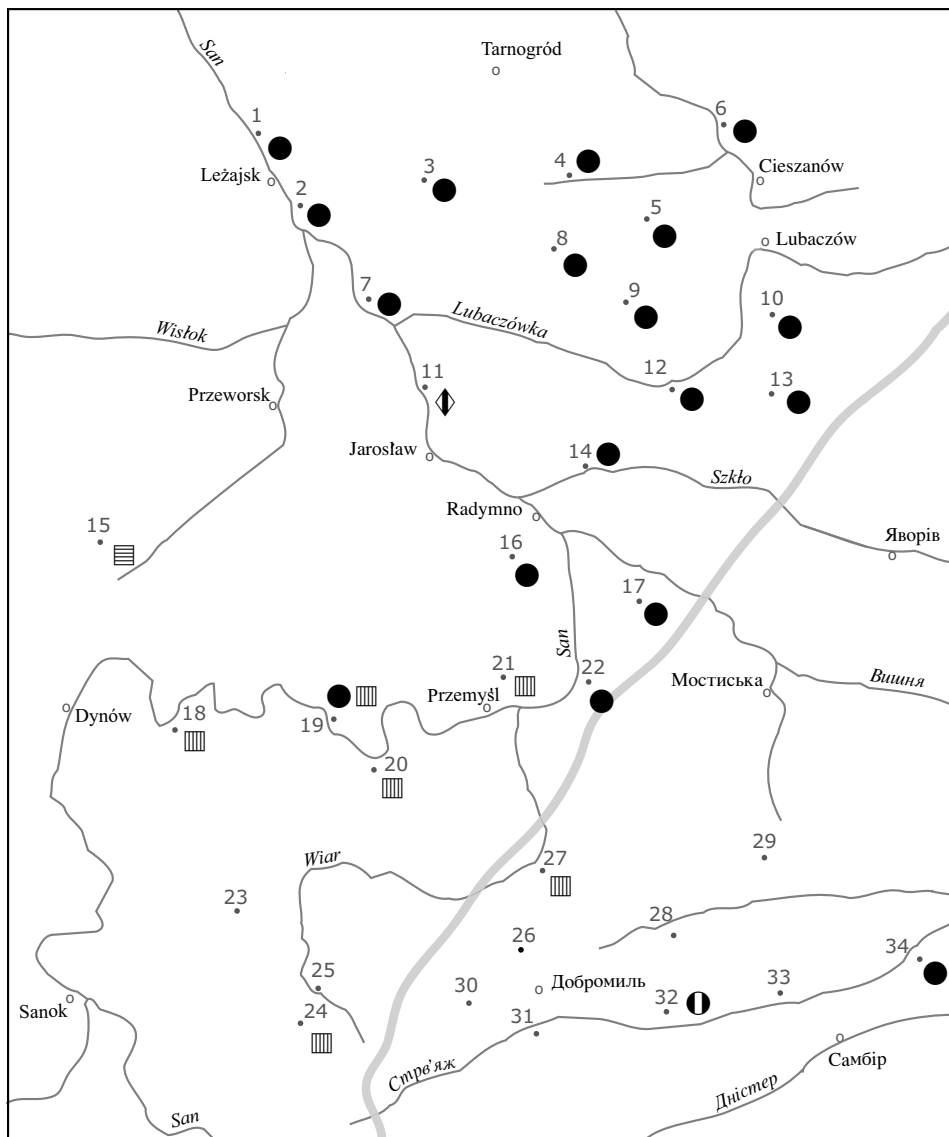 San
Tarnogród
1
6
3
4
Cieszanów
Leżajsk
2
5
8
Lubaczów
7
9
10
Wisłok
Lubaczówka
11
12
13
Przeworsk
Jarosław
14
Szkło
Radymno
15
16
Яворів
17
San
21
22
Przemyśl
Мостиська
Вишня
Dynów
18
19
20
Wiar
27
29
23
28
26
34
25
Sanok
30
Добромиль
32
33
24
31
Самбір
Стрв'яж
Дністер
San